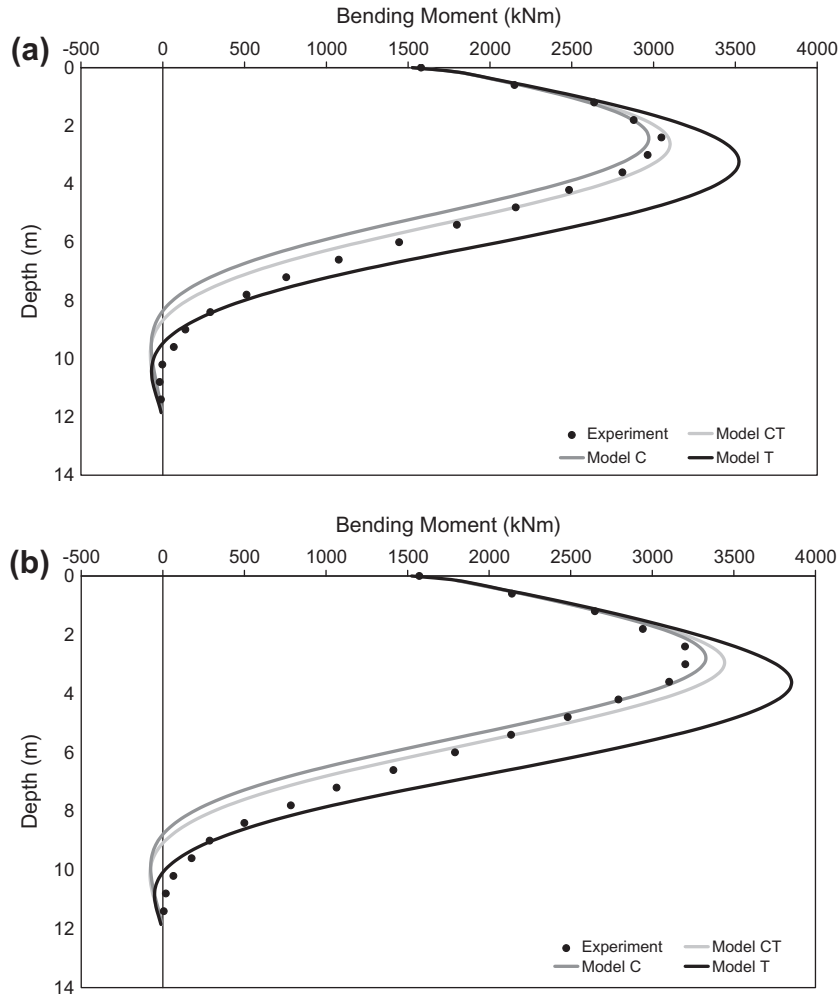 Bending Moment (kNm)
(a)
-500 0 500 1000 1500 2000 2500 3000 3500 4000
0
2
4
6
8
10
12
14
Depth (m)
Experiment Model CT
Model C Model T
Bending Moment (kNm)
(b)
-500 0 500 1000 1500 2000 2500 3000 3500 4000
0
2
4
6
8
10
12
14
Depth (m)
Experiment Model CT
Model C Model T